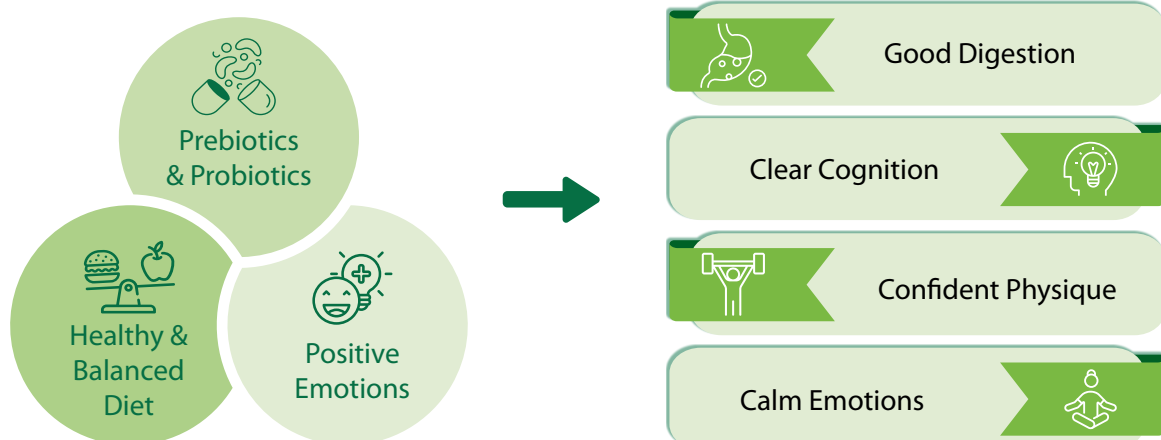 Prebiotics
& Probiotics
Healthy &
Balanced
Diet
Positive
Emotions
Good Digestion
Clear Cognition
Confident Physique
Calm Emotions